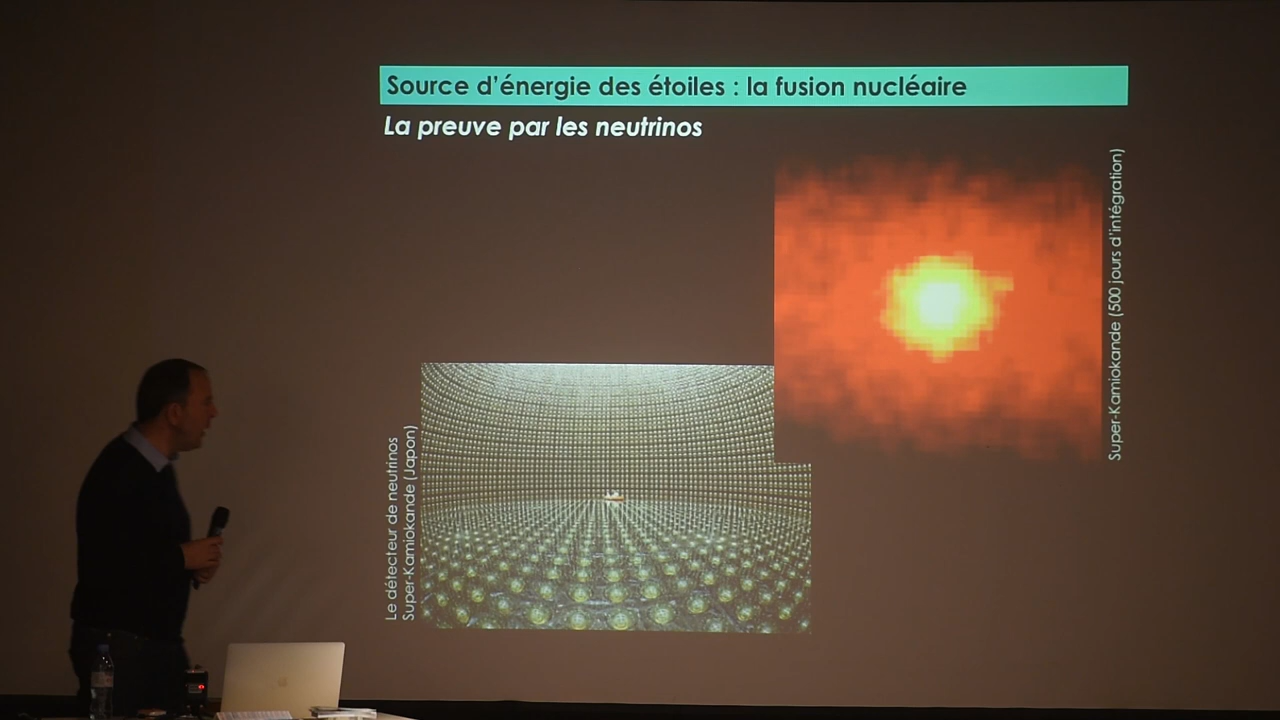 Source d'énergie des étoiles : la fusion nucléaire
La preuve par les neutrinos
Super-Kamiokande (500 jours d'intégration)
Le détecteur de neutrinos
Super-Kamiokande (Japon)